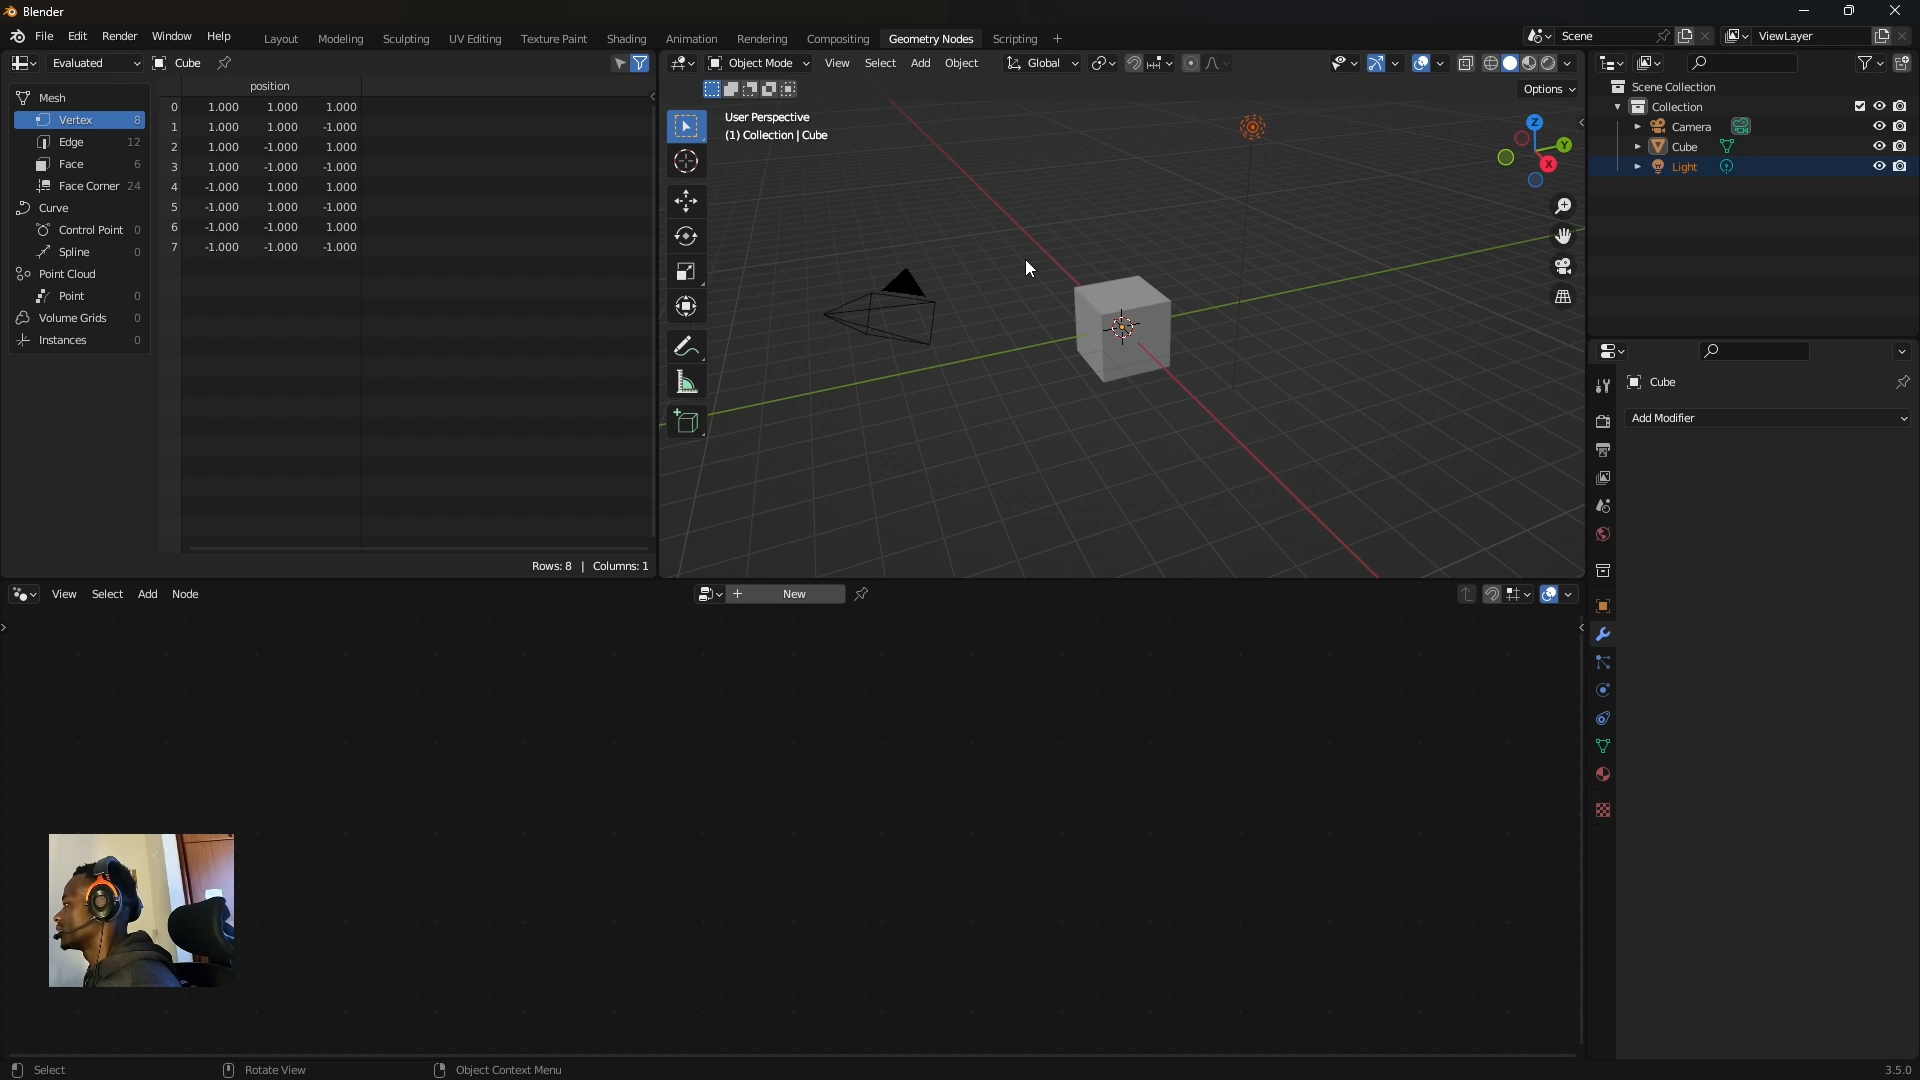 Blender
File Edit Render Window Help Layout Modeling Sculpting UV Editing Texture Paint Shading Animation Rendering Compositing Geometry Nodes Scripting Scene ViewLayer
Evaluated Cube
position
Mesh
Vertex 8
Edge 12
Face 6
Face Corner 24
Curve
Control Point 0
Spline 0
Point Cloud
Point 0
Volume Grids 0
Instances 0
0 1.000 1.000 1.000
1 1.000 1.000 -1.000
2 1.000 -1.000 1.000
3 1.000 -1.000 -1.000
4 -1.000 1.000 1.000
5 -1.000 1.000 -1.000
6 -1.000 -1.000 1.000
7 -1.000 -1.000 -1.000
Rows: 8 | Columns: 1
Object Mode View Select Add Object Global
Options
User Perspective
(1) Collection | Cube
Z
Y
X
Scene Collection
Collection
Camera
Cube
Light
Cube
Add Modifier
View Select Add Node New
Select Rotate View Object Context Menu 3.5.0